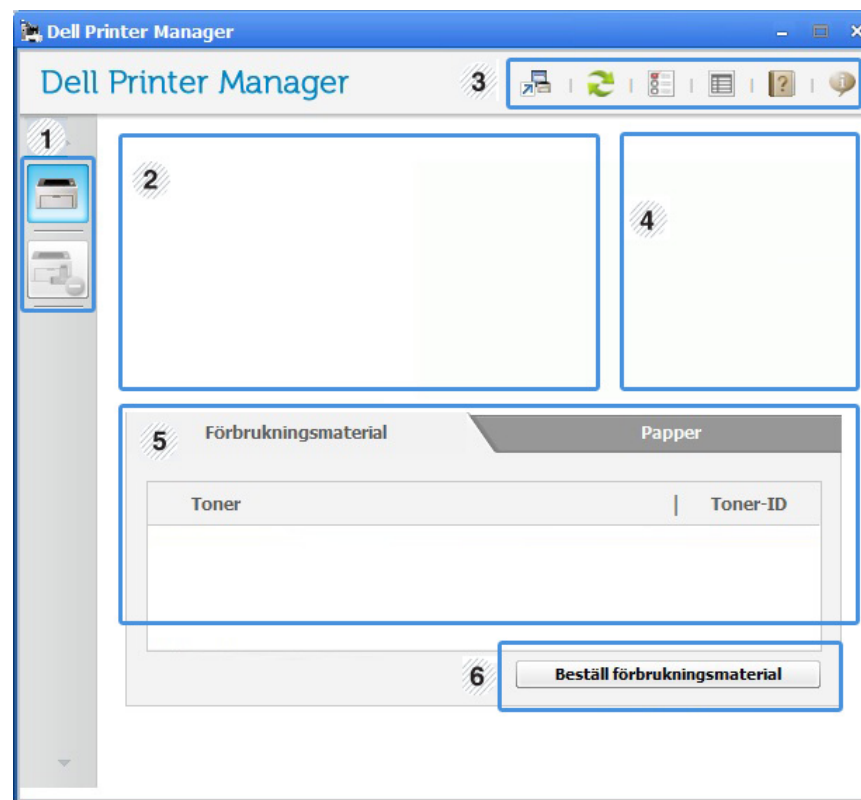 Dell Printer Manager
Dell Printer Manager
3
1
2
4
5
Förbrukningsmaterial
Papper
Toner | Toner-ID
6
Beställ förbrukningsmaterial